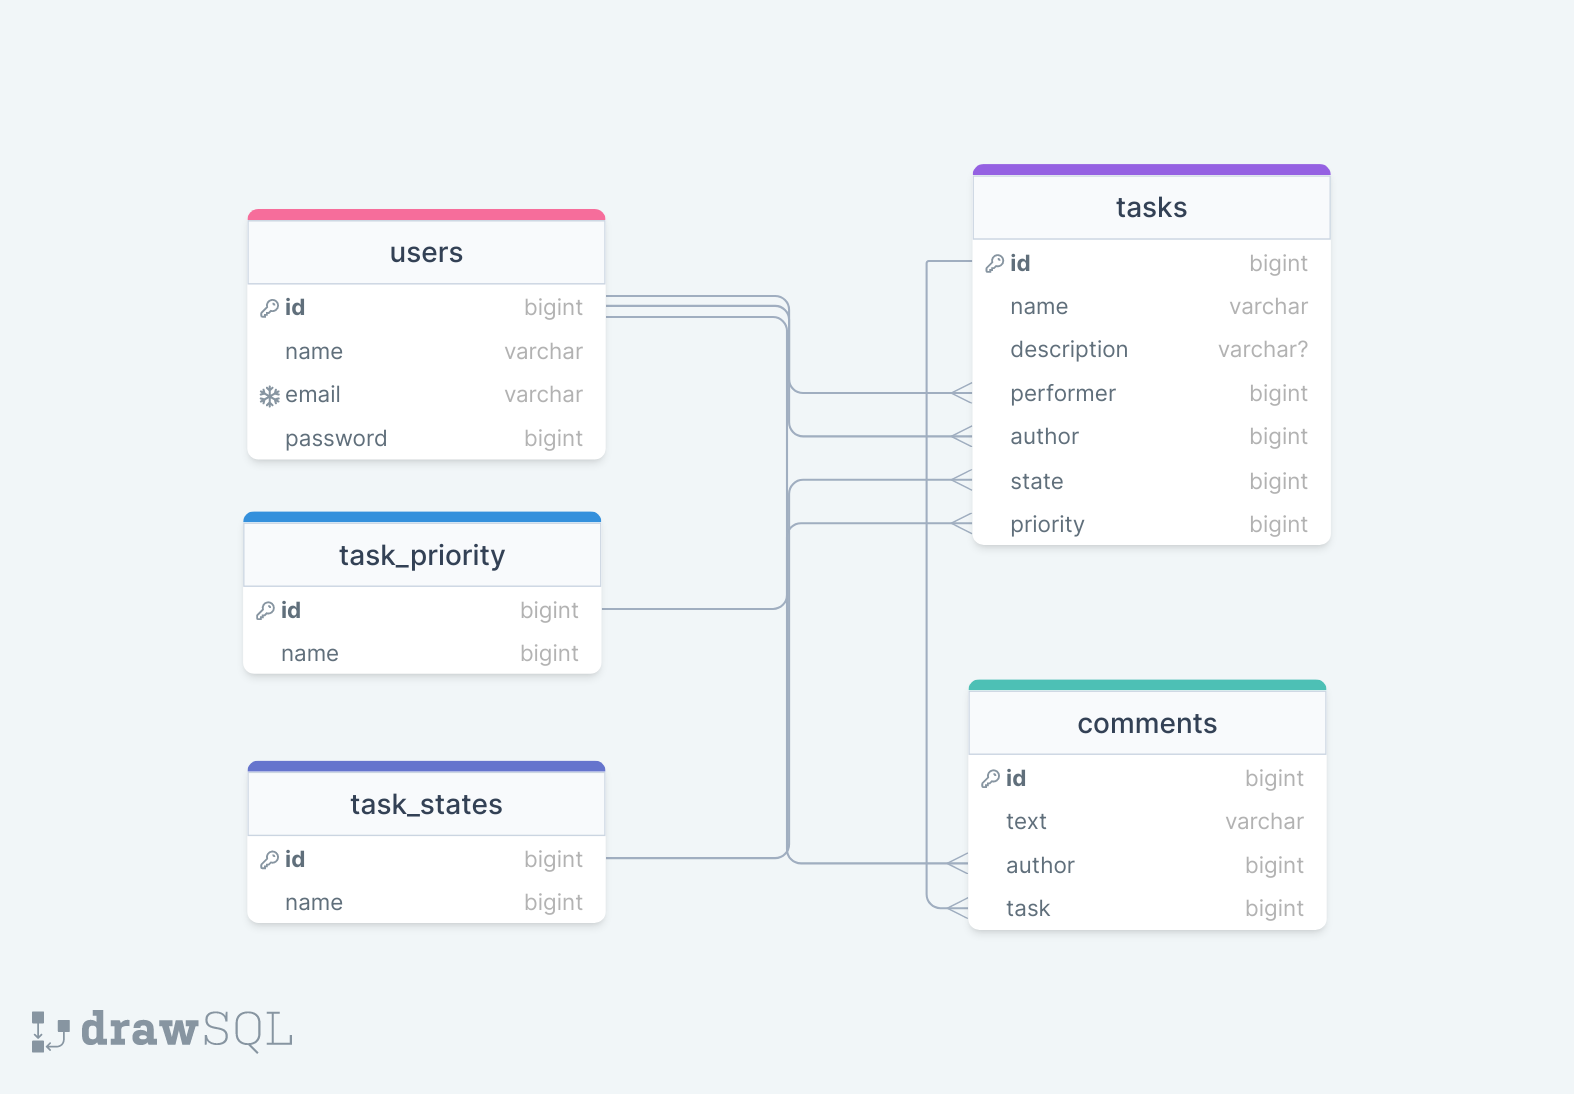 users
id bigint
name varchar
email varchar
password bigint
task_priority
id bigint
name bigint
task_states
id bigint
name bigint
tasks
id bigint
name varchar
description varchar?
performer bigint
author bigint
state bigint
priority bigint
comments
id bigint
text varchar
author bigint
task bigint
drawSQL